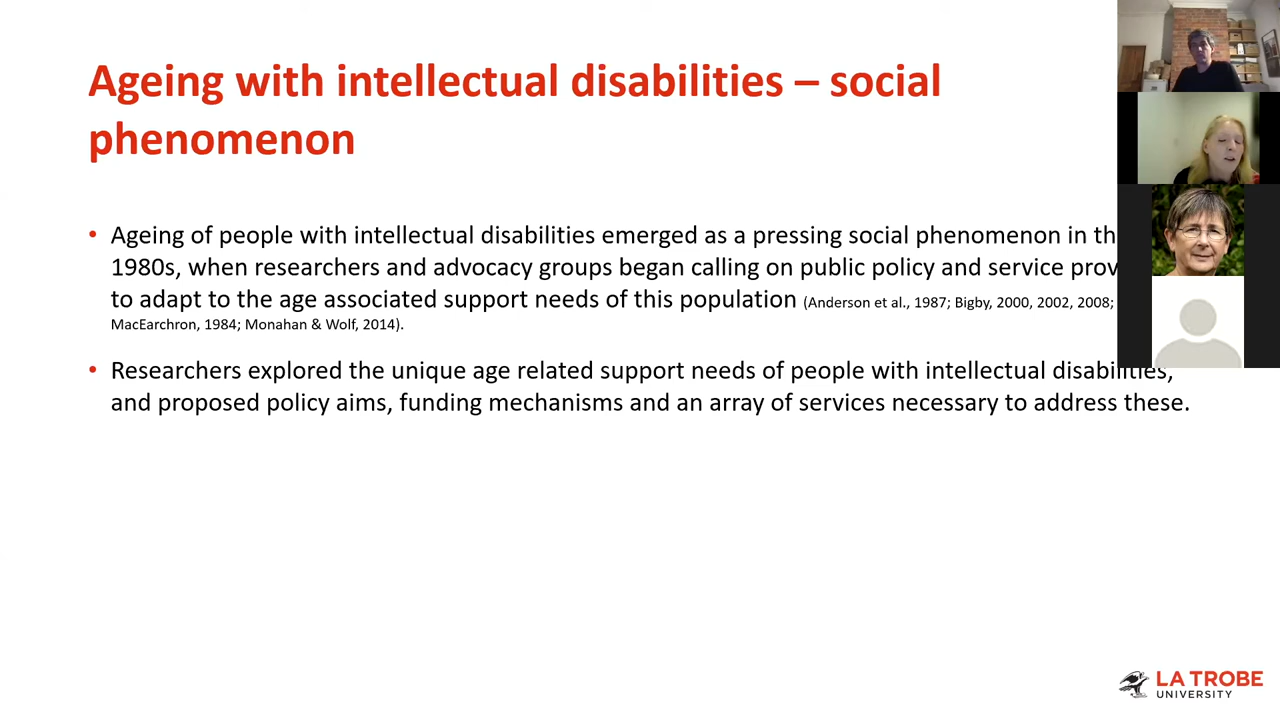 Ageing with intellectual disabilities – social
phenomenon
• Ageing of people with intellectual disabilities emerged as a pressing social phenomenon in
1980s, when researchers and advocacy groups began calling on public policy and service
to adapt to the age associated support needs of this population (Anderson et al., 1987; Bigby, 2000, 2002, 2008;
MacEarchron, 1984; Monahan & Wolf, 2014).
• Researchers explored the unique age related support needs of people with intellectual disabilities,
and proposed policy aims, funding mechanisms and an array of services necessary to address these.
LA TROBE
UNIVERSITY